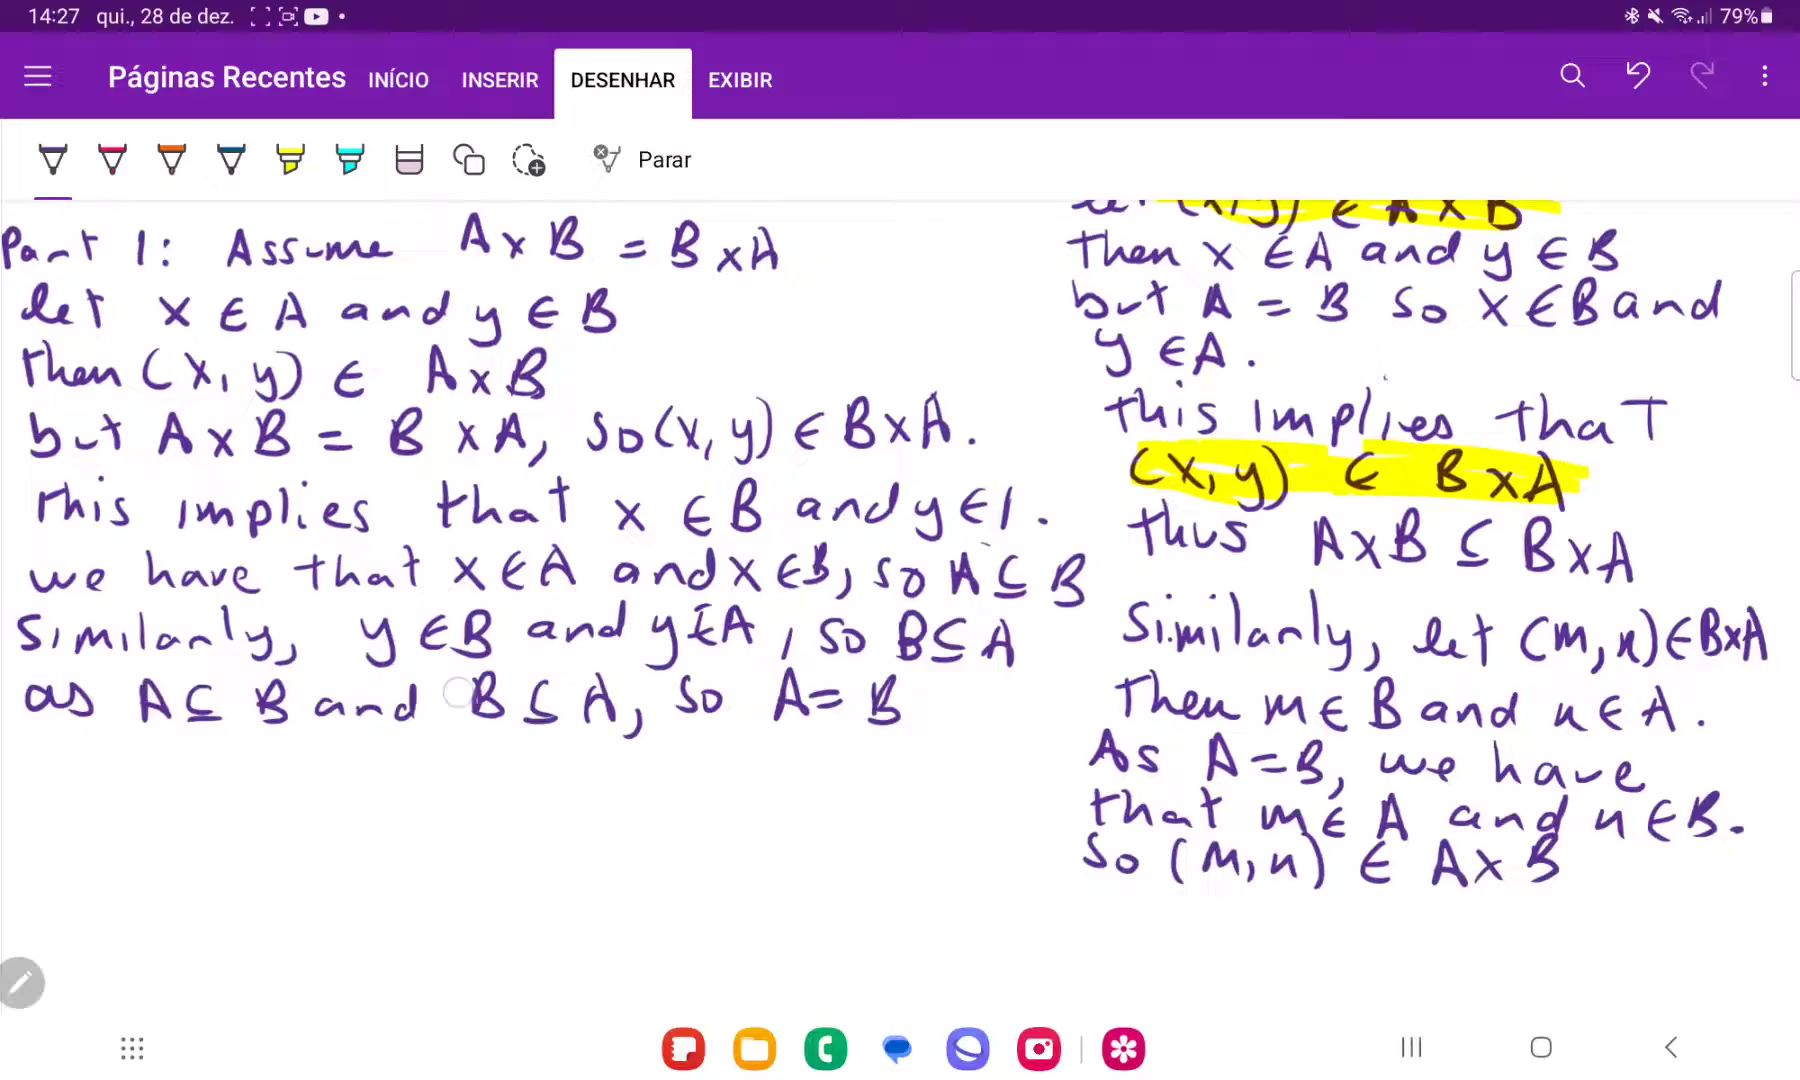 14:27 qui., 28 de dez.
79%
Páginas Recentes INÍCIO INSERIR DESENHAR EXIBIR
Parar
Part 1: Assume A x B = B x A
let x ∈ A and y ∈ B
then (x, y) ∈ A x B
but A x B = B x A, so (x, y) ∈ B x A.
this implies that x ∈ B and y ∈ 1.
we have that x ∈ A and x ∈ B, so A ⊆ B
Similarly, y ∈ B and y ∈ A, so B ⊆ A
as A ⊆ B and B ⊆ A, so A = B
let (x, y) ∈ A x B
Then x ∈ A and y ∈ B
but A = B so x ∈ B and
y ∈ A.
this implies that
(x, y) ∈ B x A
thus A x B ⊆ B x A
Similarly, let (m, n) ∈ B x A
Then m ∈ B and n ∈ A.
As A = B, we have
that m ∈ A and n ∈ B.
So (m, n) ∈ A x B